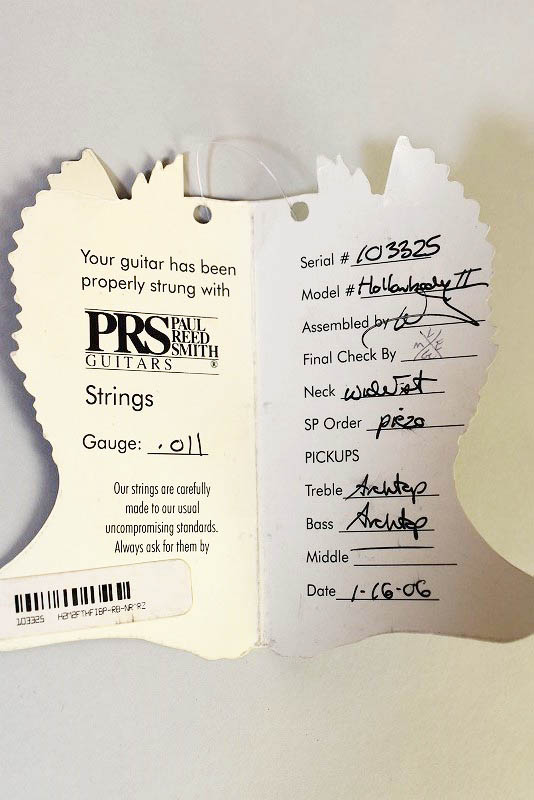 Your guitar has been
properly strung with
PRS PAUL
REED
SMITH
GUITARS ®
Strings
Gauge: .011
Our strings are carefully
made to our usual
uncompromising standards.
Always ask for them by
103325
Serial # 103325
Model # Hollowbody II
Assembled by
Final Check By
Neck wide fat
SP Order piezo
PICKUPS
Treble Archtop
Bass Archtop
Middle
Date 1-16-06